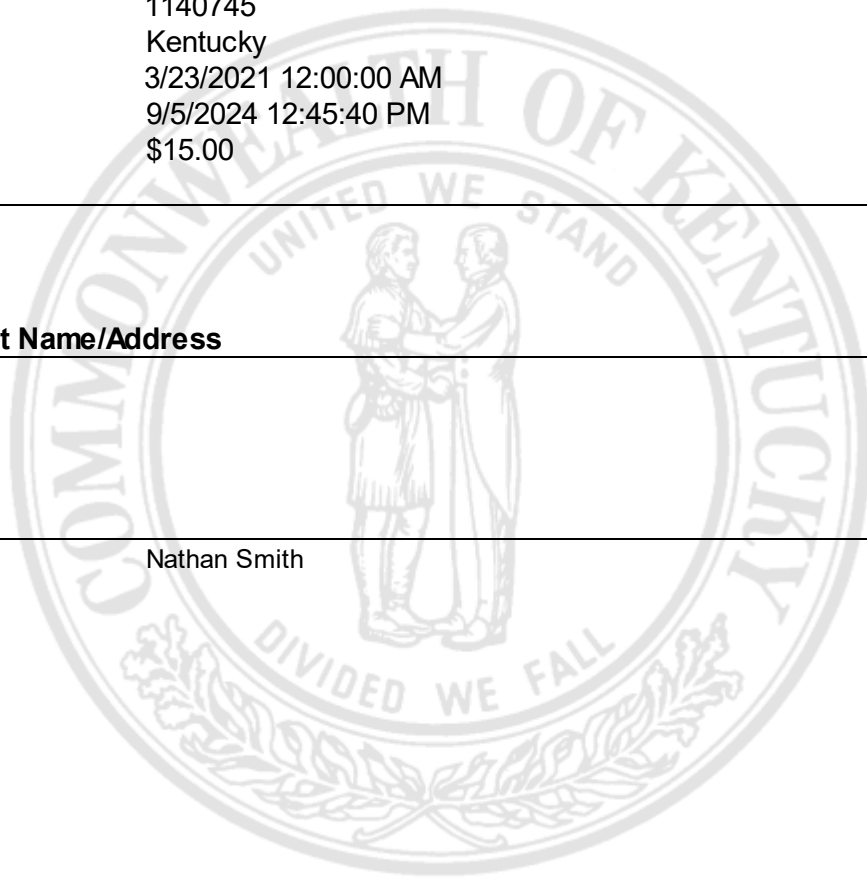 1140745
Kentucky
3/23/2021 12:00:00 AM
9/5/2024 12:45:40 PM
$15.00
COMMONWEALTH OF KENTUCKY
UNITED WE STAND
t Name/Address
Nathan Smith
DIVIDED WE FALL